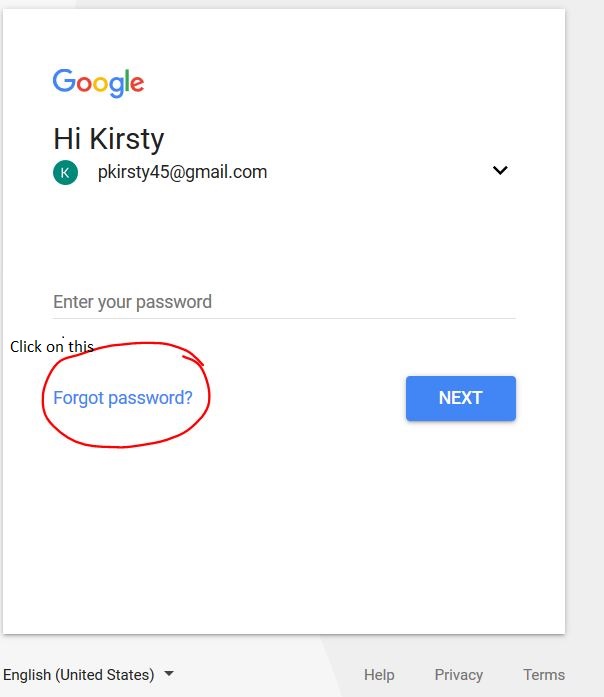 Google
Hi Kirsty
K pkirsty45@gmail.com
Enter your password
Click on this
Forgot password? NEXT
English (United States) Help Privacy Terms